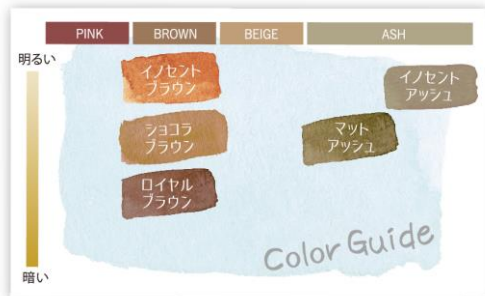 PINK
BROWN
BEIGE
ASH
明るい
イノセント
ブラウン
イノセント
アッシュ
ショコラ
ブラウン
マット
アッシュ
ロイヤル
ブラウン
Color Guide
暗い